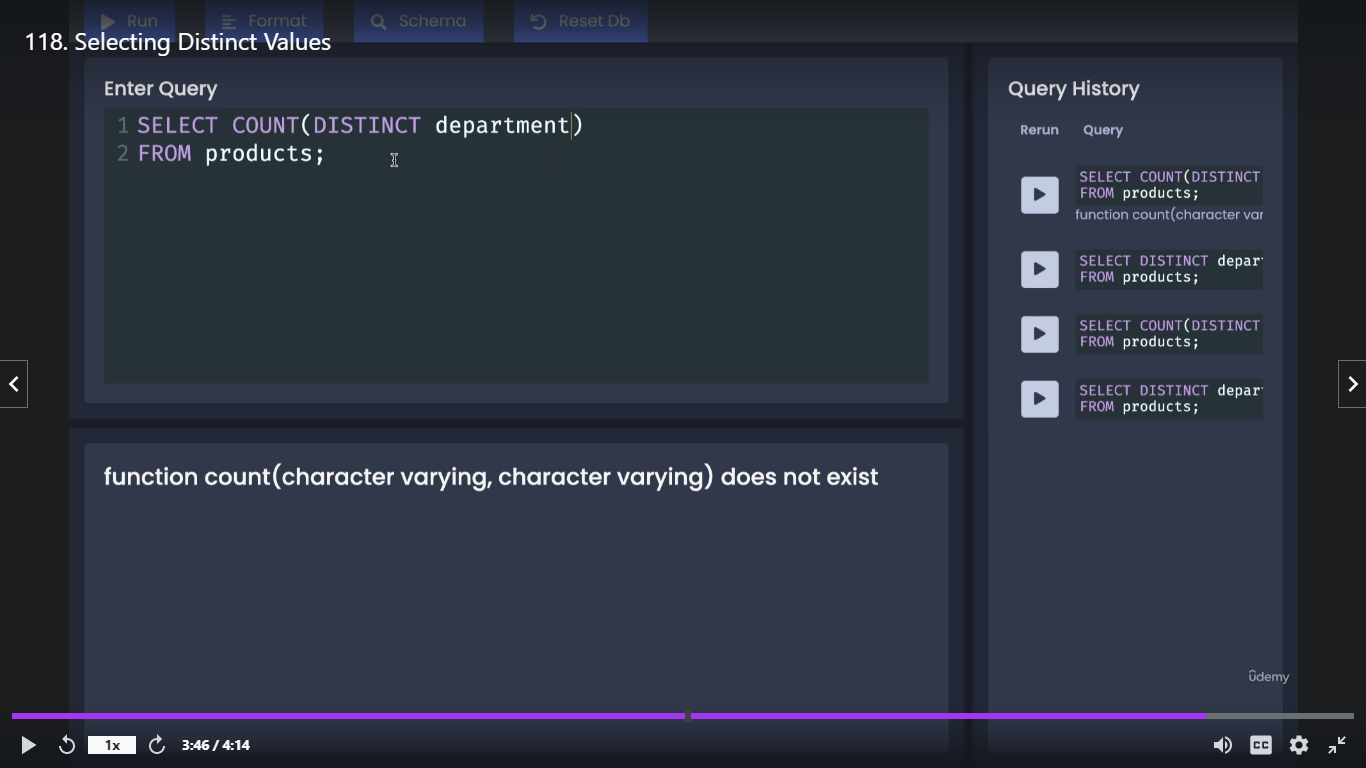 Run Format Schema Reset Db
118. Selecting Distinct Values
Enter Query
1 SELECT COUNT(DISTINCT department)
2 FROM products;
Query History
Rerun Query
SELECT COUNT(DISTINCT
FROM products;
function count(character var
SELECT DISTINCT depar
FROM products;
SELECT COUNT(DISTINCT
FROM products;
SELECT DISTINCT depar
FROM products;
function count(character varying, character varying) does not exist
ûdemy
1x 3:46 / 4:14 CC